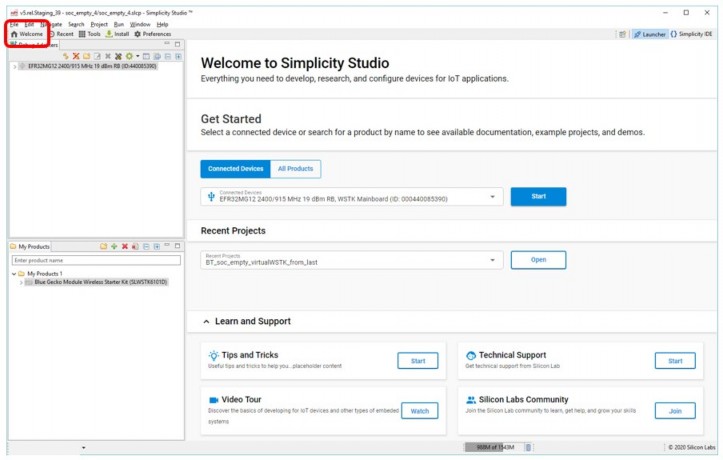 v5.rel.Staging_39 - soc_empty_4/soc_empty_4.slcp - Simplicity Studio ™
File Edit Navigate Search Project Run Window Help
Welcome Recent Tools Install Preferences
Launcher {} Simplicity IDE
Debug Adapters
EFR32MG12 2400/915 MHz 19 dBm RB (ID:440085390)
Welcome to Simplicity Studio
Everything you need to develop, research, and configure devices for IoT applications.
Get Started
Select a connected device or search for a product by name to see available documentation, example projects, and demos.
Connected Devices All Products
Connected Devices
EFR32MG12 2400/915 MHz 19 dBm RB, WSTK Mainboard (ID: 000440085390)
Start
My Products
Enter product name
My Products 1
Blue Gecko Module Wireless Starter Kit (SLWSTK6101D)
Recent Projects
Recent Projects
BT_soc_empty_virtualWSTK_from_last
Open
Learn and Support
Tips and Tricks
Useful tips and tricks to help you...placeholder content
Start
Technical Support
Get technical support from Silicon Lab
Start
Video Tour
Discover the basics of developing for IoT devices and other types of embeded
systems
Watch
Silicon Labs Community
Join the Silicon Lab community to learn, get help, and grow your skills
Join
988M of 1543M
© 2020 Silicon Labs